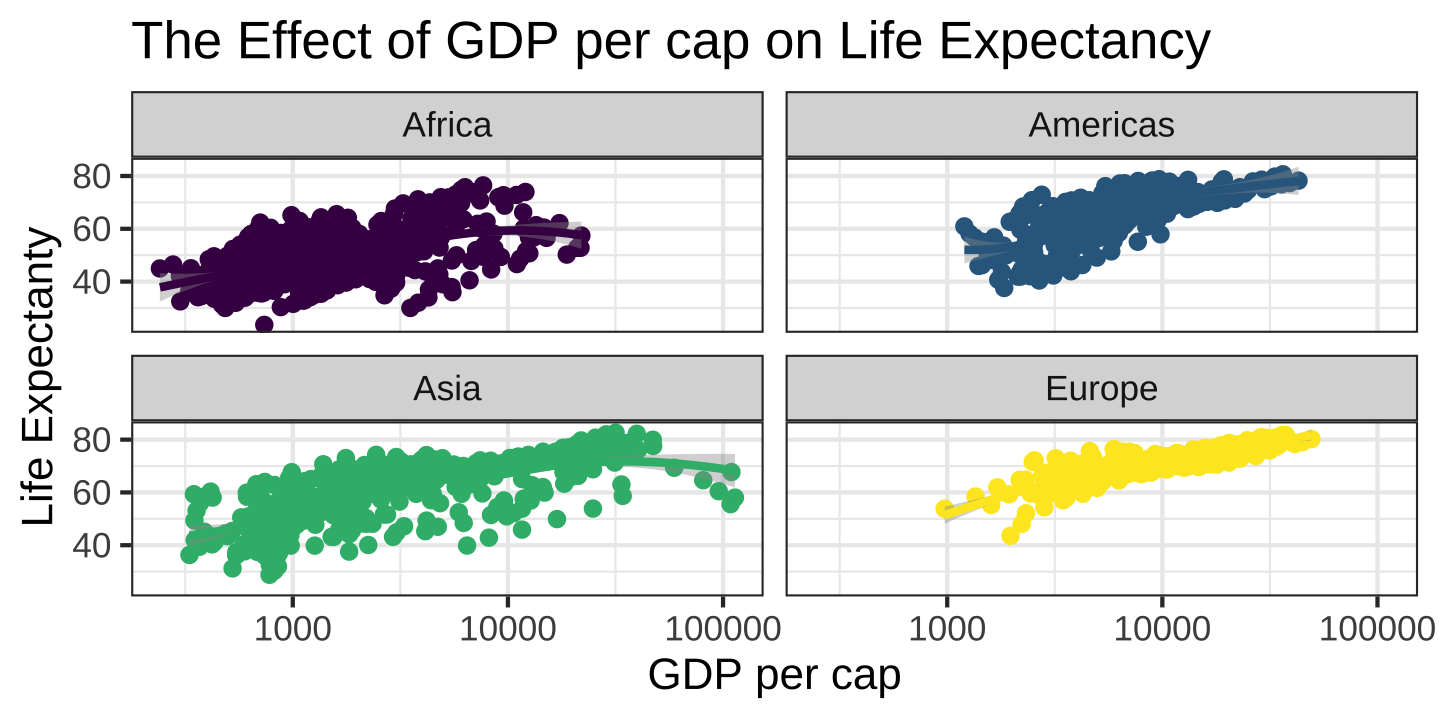 The Effect of GDP per cap on Life Expectancy
Africa
Americas
80
60
40
Life Expectanty
Asia
Europe
80
60
40
1000 10000 100000 1000 10000 100000
GDP per cap